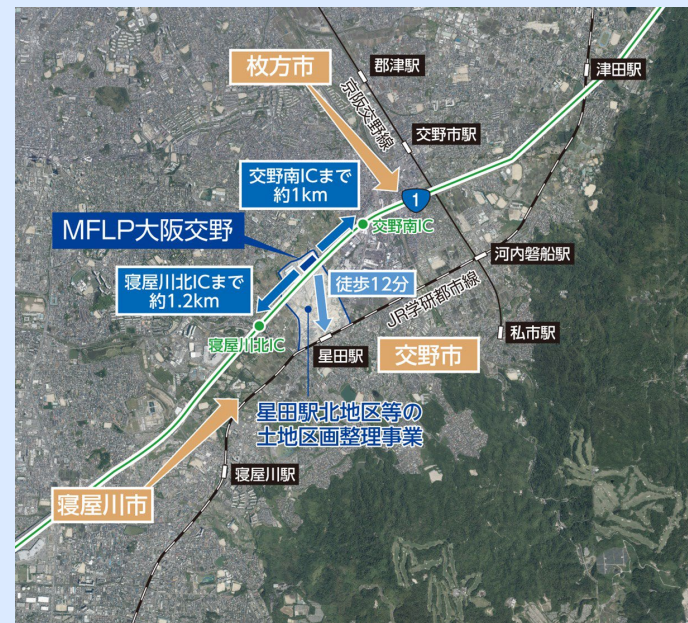 枚方市
郡津駅
津田駅
京阪交野線
交野市駅
交野南ICまで
約1km
1
MFLP大阪交野
交野南IC
河内磐船駅
寝屋川北ICまで
約1.2km
徒歩12分
JR学研都市線
私市駅
寝屋川北IC
星田駅
交野市
星田駅北地区等の
土地区画整理事業
寝屋川駅
寝屋川市